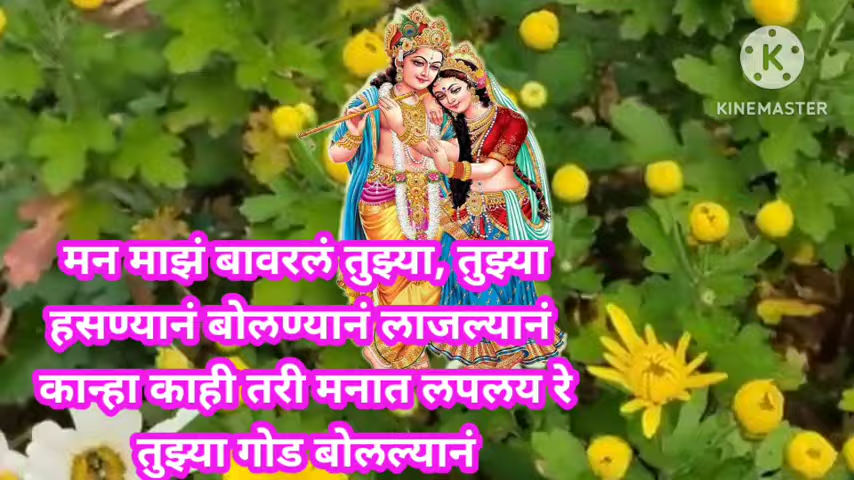 KINEMASTER
मन माझं बावरलं तुझ्या, तुझ्या
हसण्यानं बोलण्यानं लाजल्यानं
कान्हा काही तरी मनात लपलय रे
तुझ्या गोड बोलल्यानं